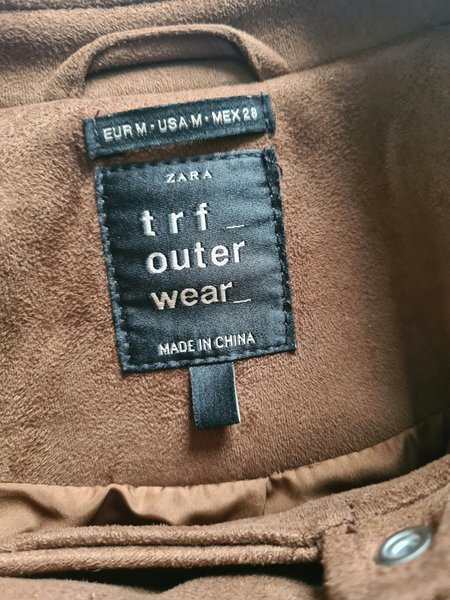 EUR M • USA M • MEX 28
ZARA
trf_
outer
wear_
MADE IN CHINA